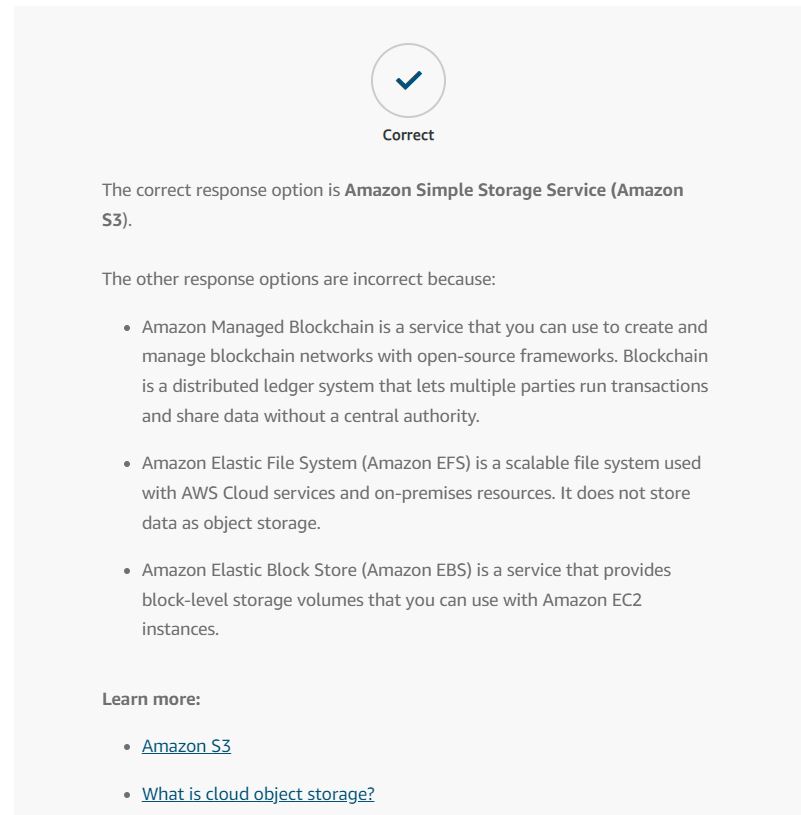 Correct
The correct response option is Amazon Simple Storage Service (Amazon
S3).
The other response options are incorrect because:
• Amazon Managed Blockchain is a service that you can use to create and
manage blockchain networks with open-source frameworks. Blockchain
is a distributed ledger system that lets multiple parties run transactions
and share data without a central authority.
• Amazon Elastic File System (Amazon EFS) is a scalable file system used
with AWS Cloud services and on-premises resources. It does not store
data as object storage.
• Amazon Elastic Block Store (Amazon EBS) is a service that provides
block-level storage volumes that you can use with Amazon EC2
instances.
Learn more:
• Amazon S3
• What is cloud object storage?